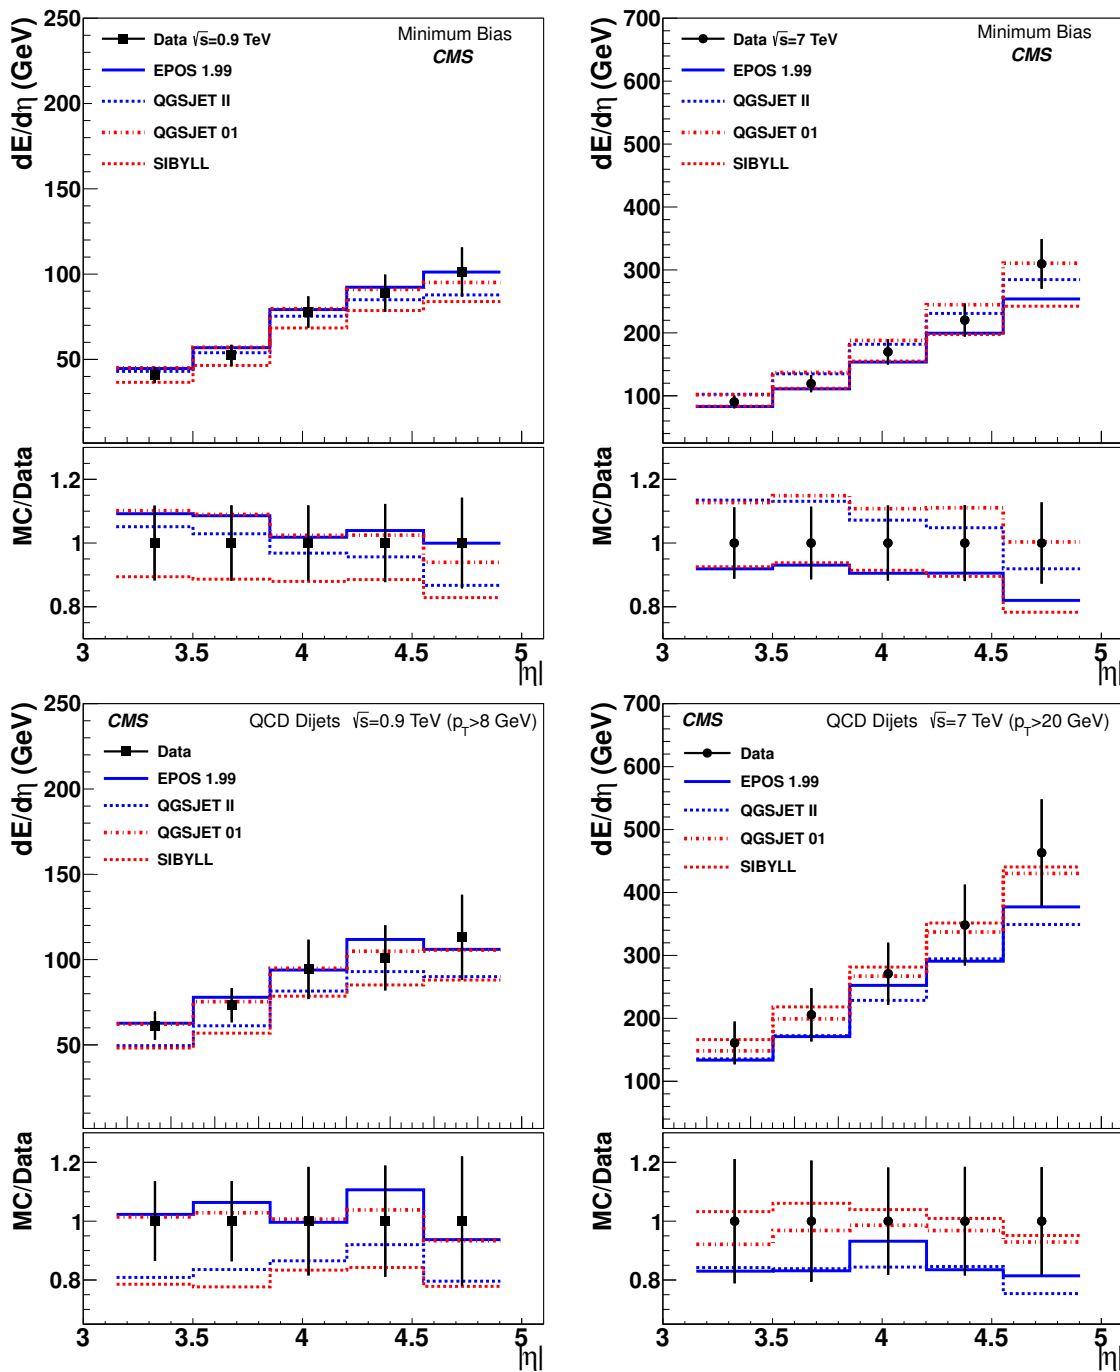 250
200
150
100
50
dE/dη (GeV)
Data √s=0.9 TeV
EPOS 1.99
QGSJET II
QGSJET 01
SIBYLL
Minimum Bias
CMS
1.2
1
0.8
MC/Data
3 3.5 4 4.5 5
|η|
700
600
500
400
300
200
100
dE/dη (GeV)
Data √s=7 TeV
EPOS 1.99
QGSJET II
QGSJET 01
SIBYLL
Minimum Bias
CMS
1.2
1
0.8
MC/Data
3 3.5 4 4.5 5
|η|
250
200
150
100
50
dE/dη (GeV)
CMS QCD Dijets √s=0.9 TeV (p_T>8 GeV)
Data
EPOS 1.99
QGSJET II
QGSJET 01
SIBYLL
1.2
1
0.8
MC/Data
3 3.5 4 4.5 5
|η|
700
600
500
400
300
200
100
dE/dη (GeV)
CMS QCD Dijets √s=7 TeV (p_T>20 GeV)
Data
EPOS 1.99
QGSJET II
QGSJET 01
SIBYLL
1.2
1
0.8
MC/Data
3 3.5 4 4.5 5
|η|